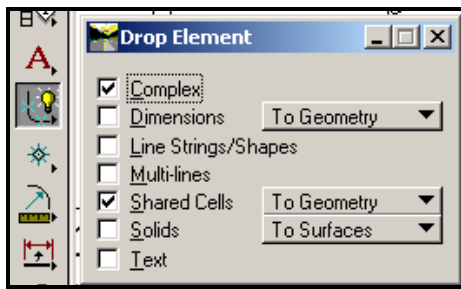 Drop Element
Complex
Dimensions To Geometry
Line Strings/Shapes
Multi-lines
Shared Cells To Geometry
Solids To Surfaces
Text
A